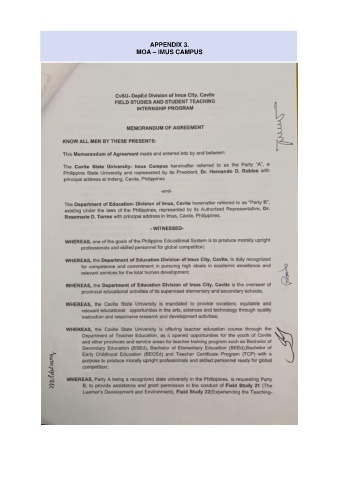 APPENDIX 3.
MOA – IMUS CAMPUS
CvSU- DepEd Division of Imus City, Cavite
FIELD STUDIES AND STUDENT TEACHING
INTERNSHIP PROGRAM
MEMORANDUM OF AGREEMENT
KNOW ALL MEN BY THESE PRESENTS:
This Memorandum of Agreement made and entered into by and between:
The Cavite State University- Imus Campus hereinafter referred to as the Party "A", a
Philippine State University and represented by its President, Dr. Hernando D. Robles with
principal address at Indang, Cavite, Philippines
-and-
The Department of Education- Division of Imus, Cavite hereinafter referred to as "Party B",
existing under the laws of the Philippines, represented by its Authorized Representative, Dr.
Rosemarie D. Torres with principal address in Imus, Cavite, Philippines.
- WITNESSED-
WHEREAS, one of the goals of the Philippine Educational System is to produce morally upright
professionals and skilled personnel for global competition;
WHEREAS, the Department of Education Division of Imus City, Cavite, is duly recognized
for competence and commitment in pursuing high ideals in academic excellence and
relevant services for the total human development;
WHEREAS, the Department of Education Division of Imus City, Cavite is the overseer of
provincial educational activities of its supervised elementary and secondary schools;
WHEREAS, the Cavite State University is mandated to provide excellent, equitable and
relevant educational opportunities in the arts, sciences and technology through quality
instruction and responsive research and development activities;
WHEREAS, the Cavite State University is offering teacher education course through the
Department of Teacher Education, as it opened opportunities for the youth of Cavite
and other provinces and service areas for teacher training program such as Bachelor of
Secondary Education (BSEd), Bachelor of Elementary Education (BEEd),Bachelor of
Early Childhood Education (BECEd) and Teacher Certificate Program (TCP) with a
purpose to produce morally upright professionals and skilled personnel ready for global
competition;
WHEREAS, Party A being a recognized state university in the Philippines, is requesting Party
B, to provide assistance and grant permission in the conduct of Field Study 21 (The
Learner's Development and Environment), Field Study 22(Experiencing the Teaching-